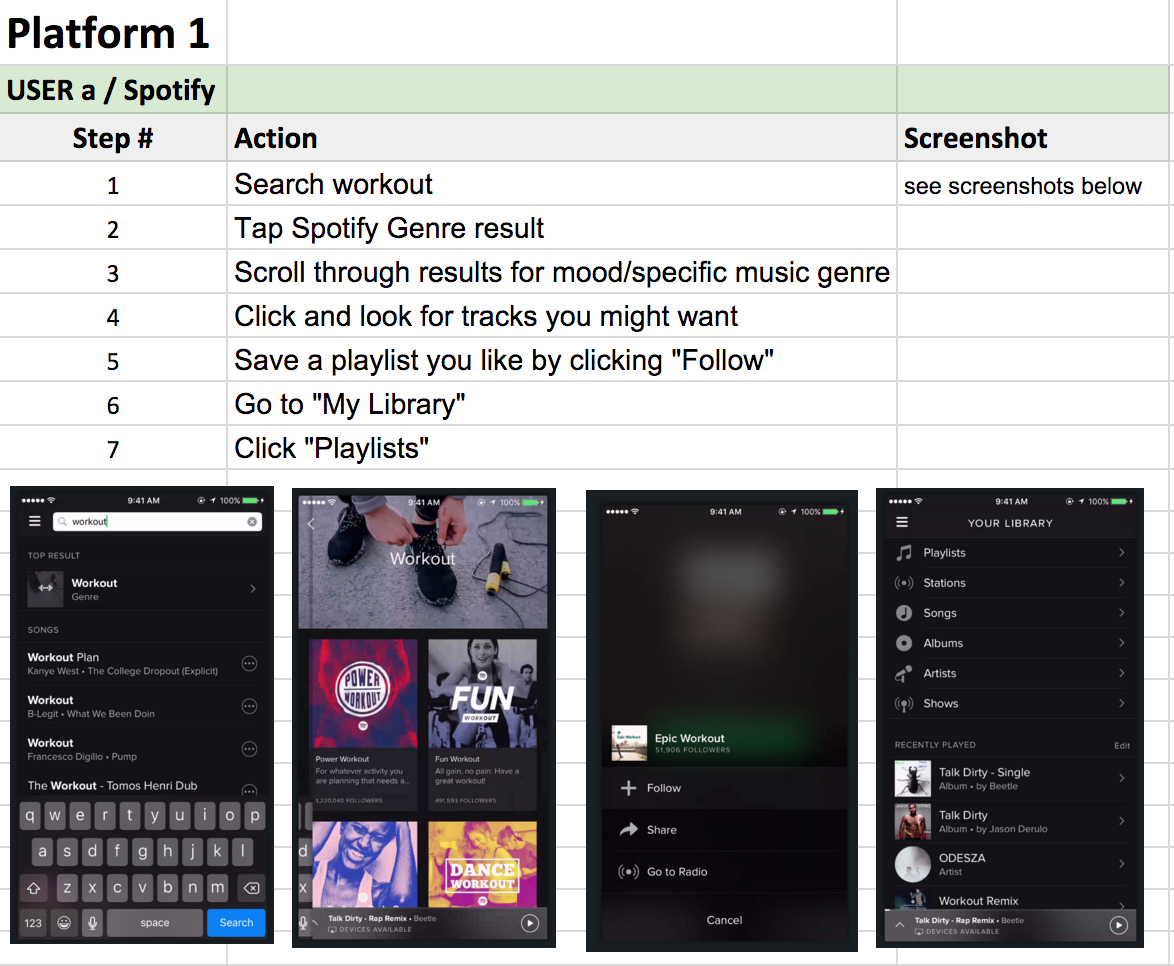 Platform 1
USER a / Spotify
Step # Action Screenshot
1 Search workout see screenshots below
2 Tap Spotify Genre result
3 Scroll through results for mood/specific music genre
4 Click and look for tracks you might want
5 Save a playlist you like by clicking "Follow"
6 Go to "My Library"
7 Click "Playlists"
9:41 AM 100%
workout
TOP RESULT
Workout
Genre
SONGS
Workout Plan
Kanye West • The College Dropout (Explicit)
Workout
B-Legit • What We Been Doin
Workout
Francesco Digilio • Pump
The Workout - Tomos Henri Dub
q w e r t y u i o p
a s d f g h j k l
z x c v b n m
123 space Search
9:41 AM 100%
Workout
POWER
WORKOUT
FUN
WORKOUT
Power Workout
For whatever activity you
are planning that needs a...
1,220,040 FOLLOWERS
Fun Workout
All gain, no pain. Have a
great workout!
491,593 FOLLOWERS
d
x
DANCE
WORKOUT
Talk Dirty - Rap Remix • Beetle
DEVICES AVAILABLE
9:41 AM 100%
Epic Workout
51,906 FOLLOWERS
Follow
Share
Go to Radio
Cancel
9:41 AM 100%
YOUR LIBRARY
Playlists
Stations
Songs
Albums
Artists
Shows
RECENTLY PLAYED Edit
Talk Dirty - Single
Album • by Beetle
Talk Dirty
Album • by Jason Derulo
ODESZA
Artist
Workout Remix
Talk Dirty - Rap Remix • Beetle
DEVICES AVAILABLE